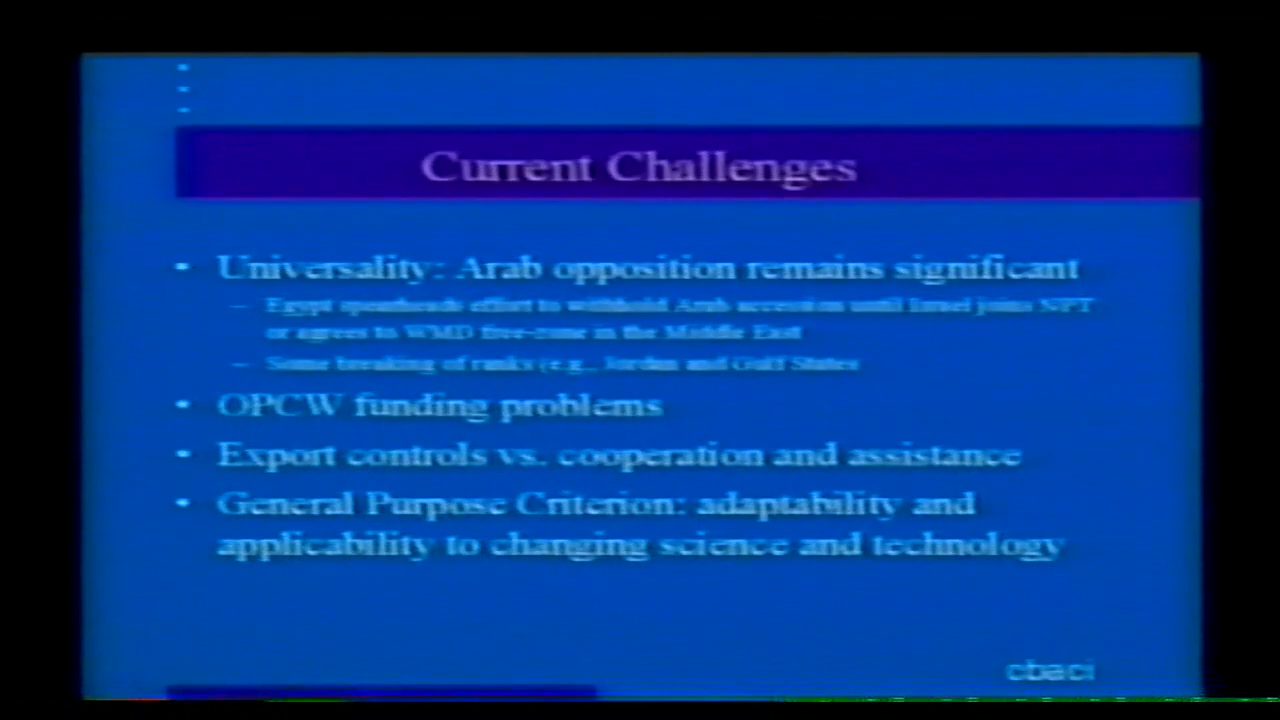 Current Challenges
• Universality: Arab opposition remains significant
– Egypt spearheads effort to withhold Arab accession until Israel joins NPT
or agrees to WMD free-zone in the Middle East
– Some breaking of ranks (e.g., Jordan and Gulf States
• OPCW funding problems
• Export controls vs. cooperation and assistance
• General Purpose Criterion: adaptability and
applicability to changing science and technology
cbaci